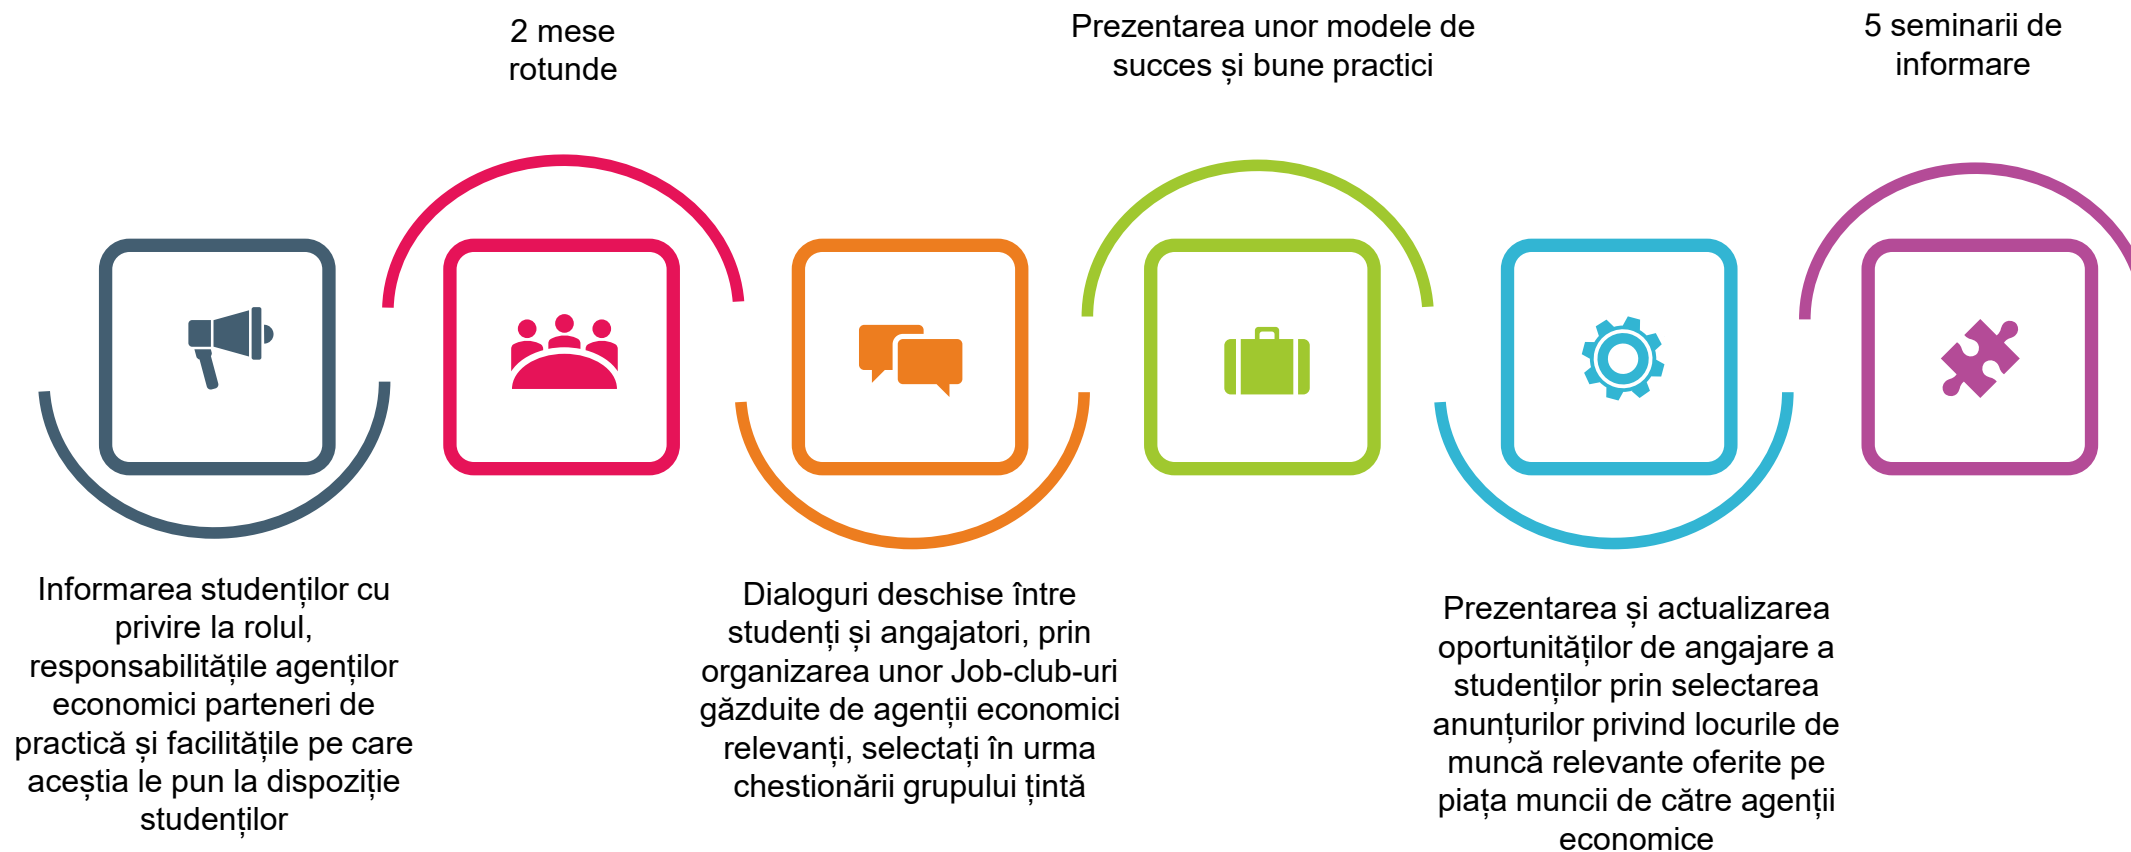 2 mese
rotunde
Prezentarea unor modele de
succes și bune practici
5 seminarii de
informare
Informarea studenților cu
privire la rolul,
responsabilitățile agenților
economici parteneri de
practică și facilitățile pe care
aceștia le pun la dispoziție
studenților
Dialoguri deschise între
studenți și angajatori, prin
organizarea unor Job-club-uri
găzduite de agenții economici
relevanți, selectați în urma
chestionării grupului țintă
Prezentarea și actualizarea
oportunităților de angajare a
studenților prin selectarea
anunțurilor privind locurile de
muncă relevante oferite pe
piața muncii de către agenții
economice